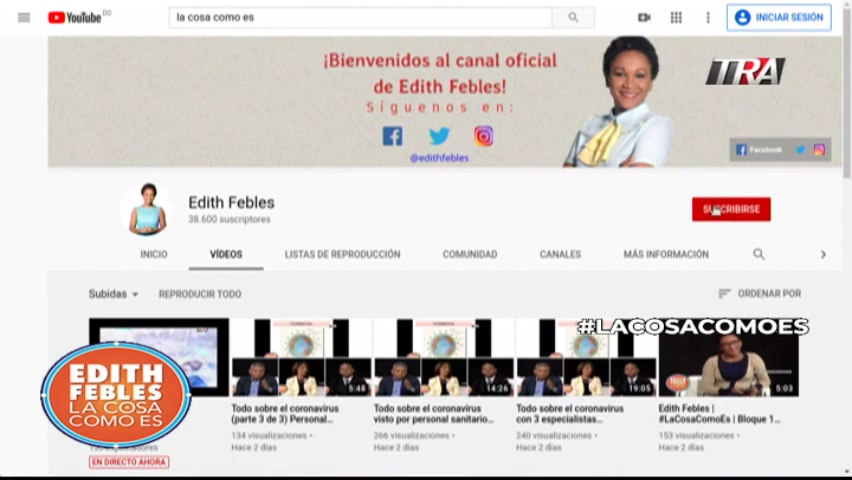 YouTube DO
la cosa como es
INICIAR SESIÓN
¡Bienvenidos al canal oficial
de Edith Febles!
Síguenos en:
@edithfebles
TRA
Facebook
Edith Febles
38.600 suscriptores
SUSCRIBIRSE
INICIO VÍDEOS LISTAS DE REPRODUCCIÓN COMUNIDAD CANALES MÁS INFORMACIÓN
Subidas REPRODUCIR TODO ORDENAR POR
#LACOSACOMOES
5:48 14:26 19:05 5:03
EDITH
FEBLES
LA COSA
COMO ES
EN DIRECTO AHORA
Todo sobre el coronavirus
(parte 3 de 3) Personal...
134 visualizaciones •
Hace 2 días
Todo sobre el coronavirus
visto por personal sanitario...
266 visualizaciones •
Hace 2 días
Todo sobre el coronavirus
con 3 especialistas...
240 visualizaciones •
Hace 2 días
Edith Febles |
#LaCosaComoEs | Bloque 1...
153 visualizaciones •
Hace 2 días